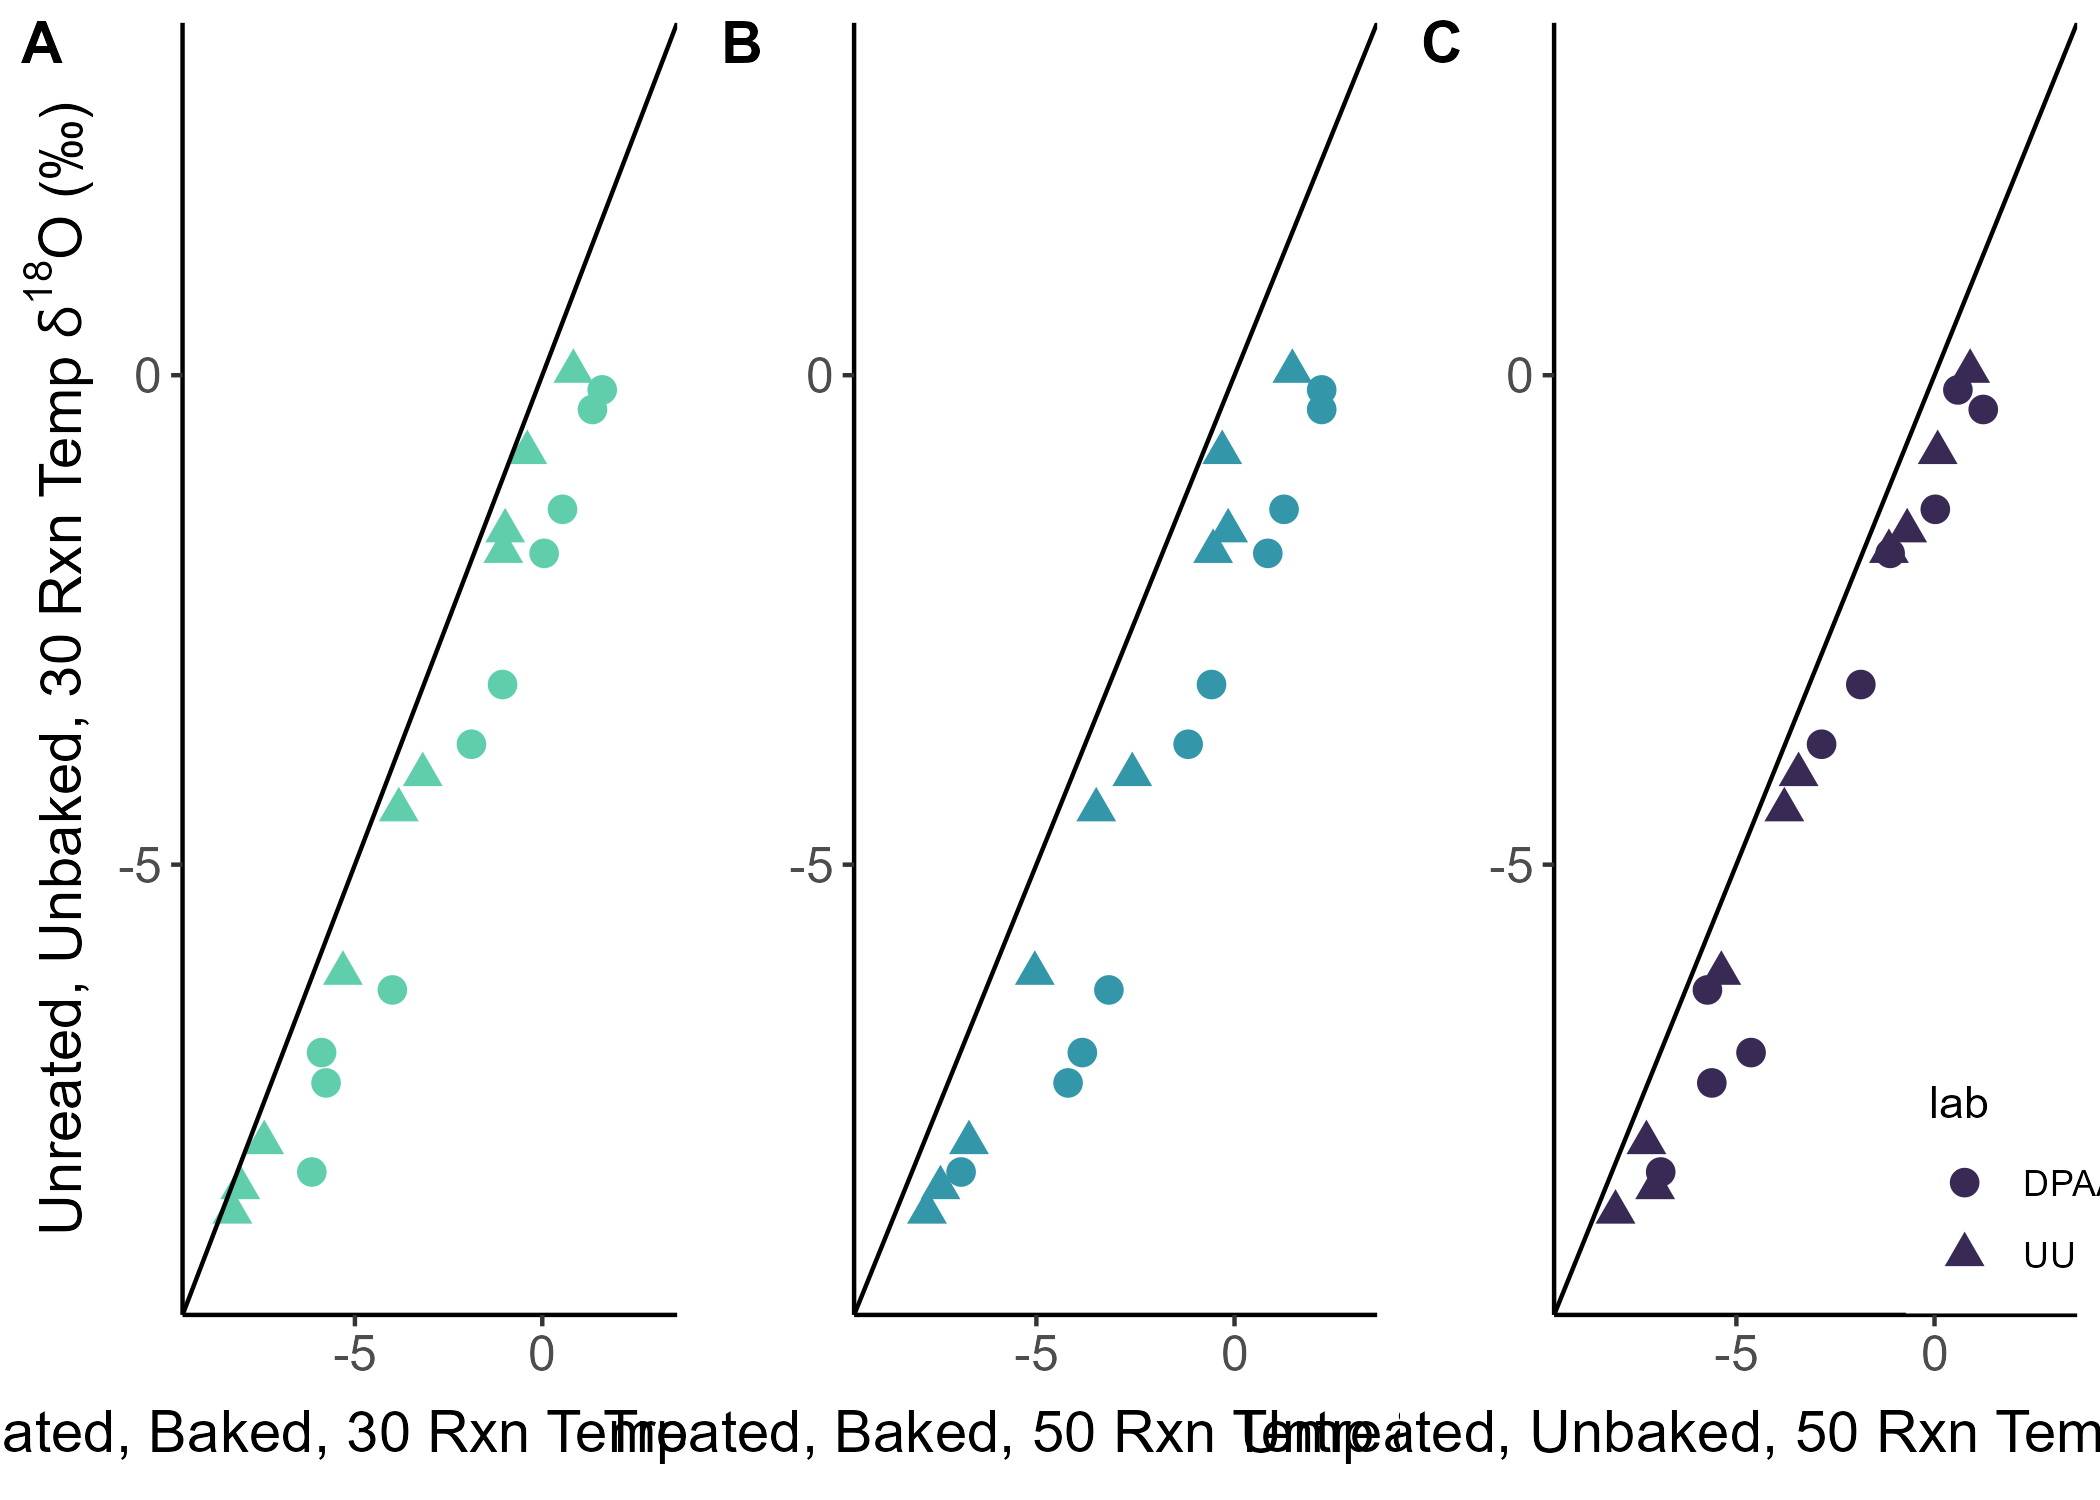 A
B
C
Unreated, Unbaked, 30 Rxn Temp δ18O (‰)
0
-5
0
-5
0
-5
-5
0
-5
0
-5
0
lab
DPAA
UU
ated, Baked, 30 Rxn Temp
Treated, Baked, 50 Rxn Temp
Untreated, Unbaked, 50 Rxn Tem